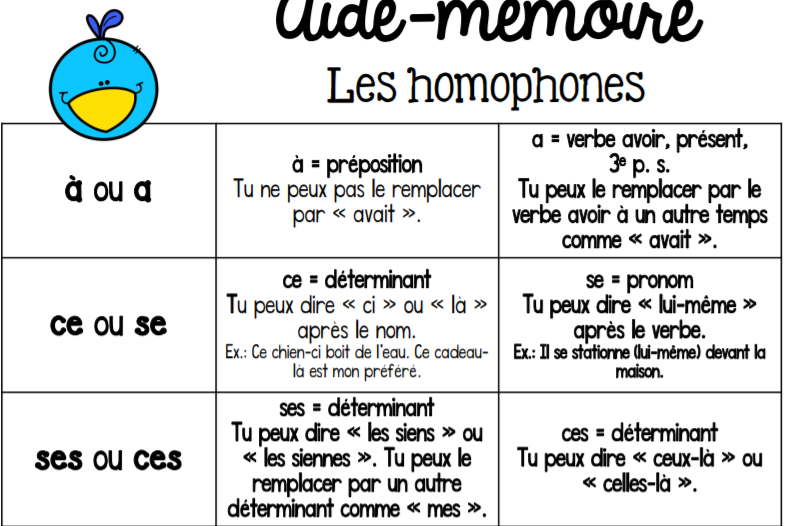 Aide-mémoire
Les homophones
à ou a
à = préposition
Tu ne peux pas le remplacer
par « avait ».
a = verbe avoir, présent,
3e p. s.
Tu peux le remplacer par le
verbe avoir à un autre temps
comme « avait ».
ce ou se
ce = déterminant
Tu peux dire « ci » ou « là »
après le nom.
Ex.: Ce chien-ci boit de l'eau. Ce cadeau-
là est mon préféré.
se = pronom
Tu peux dire « lui-même »
après le verbe.
Ex.: Il se stationne (lui-même) devant la
maison.
ses ou ces
ses = déterminant
Tu peux dire « les siens » ou
« les siennes ». Tu peux le
remplacer par un autre
déterminant comme « mes ».
ces = déterminant
Tu peux dire « ceux-là » ou
« celles-là ».